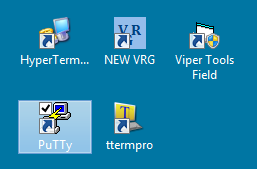 VRG
HyperTerm...
NEW VRG
Viper Tools
Field
PuTTy
ttermpro